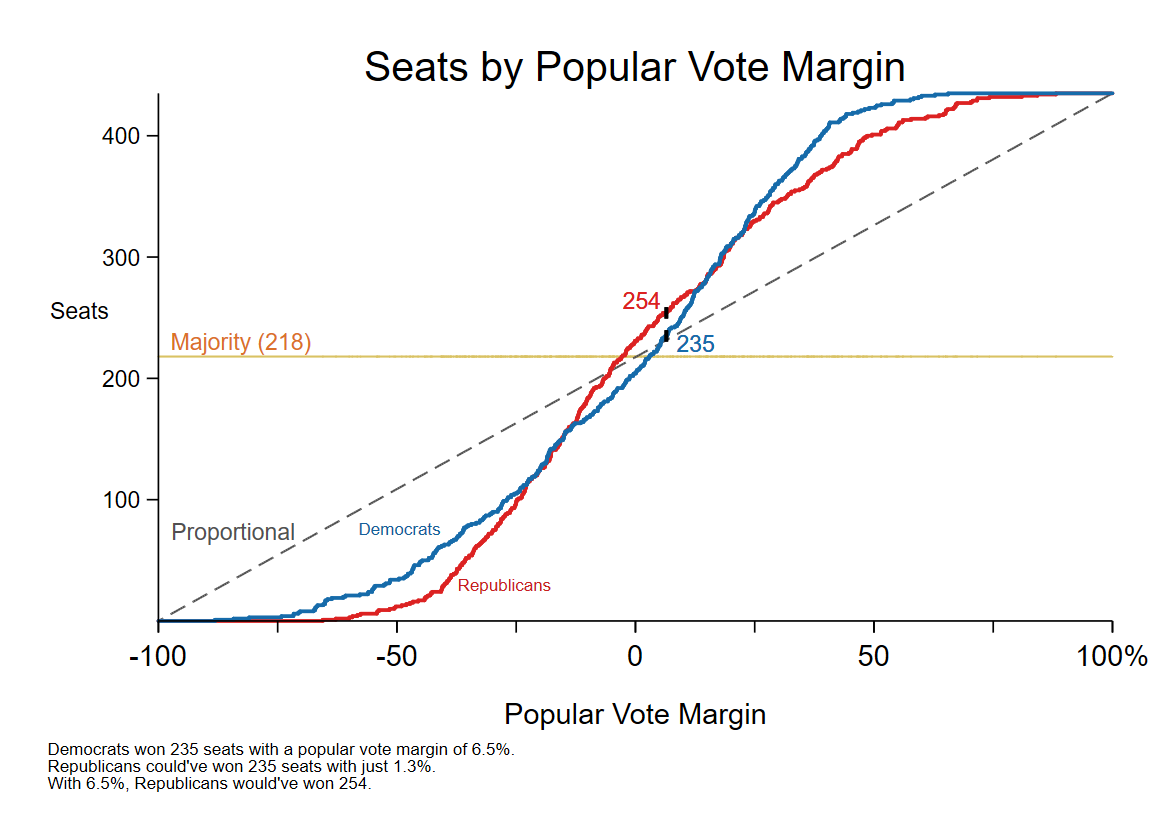 Seats by Popular Vote Margin
400
300
Seats
254
235
Majority (218)
200
100
Proportional
Democrats
Republicans
-100
-50
0
50
100%
Popular Vote Margin
Democrats won 235 seats with a popular vote margin of 6.5%.
Republicans could've won 235 seats with just 1.3%.
With 6.5%, Republicans would've won 254.